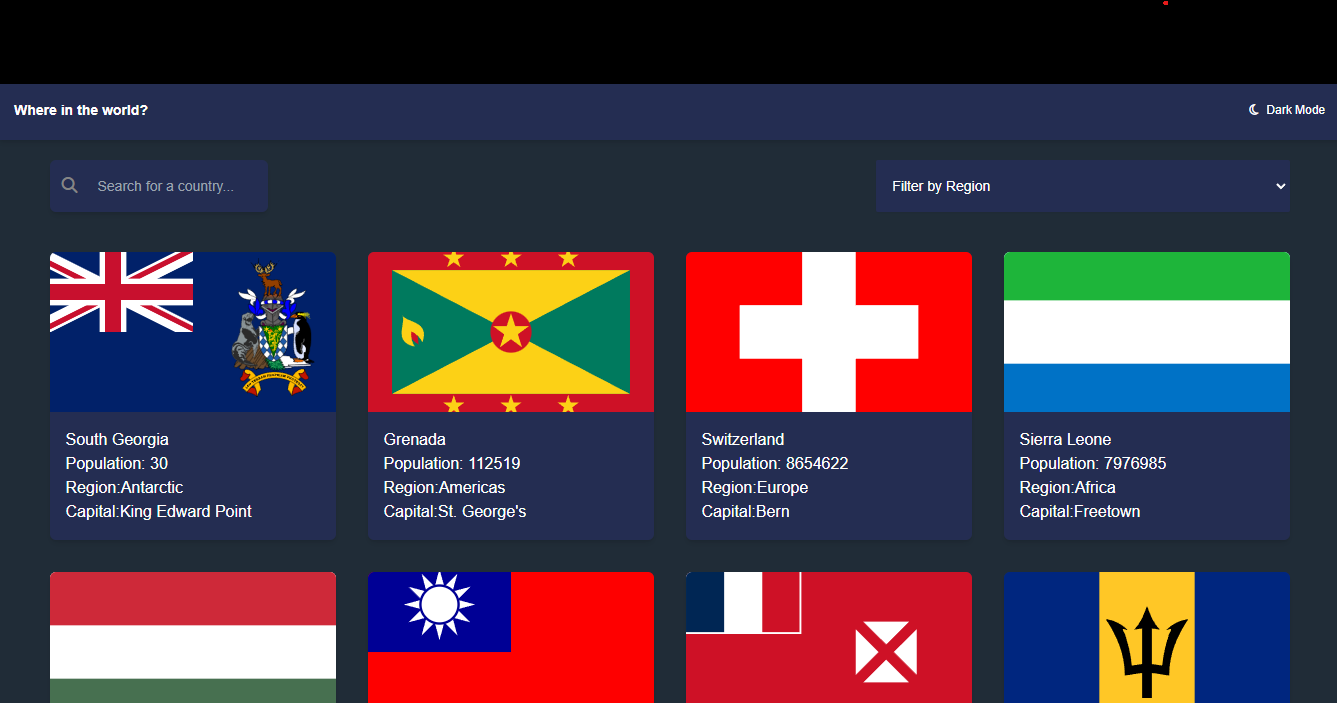 Where in the world?
Dark Mode
Search for a country...
Filter by Region
South Georgia
Population: 30
Region:Antarctic
Capital:King Edward Point
Grenada
Population: 112519
Region:Americas
Capital:St. George's
Switzerland
Population: 8654622
Region:Europe
Capital:Bern
Sierra Leone
Population: 7976985
Region:Africa
Capital:Freetown